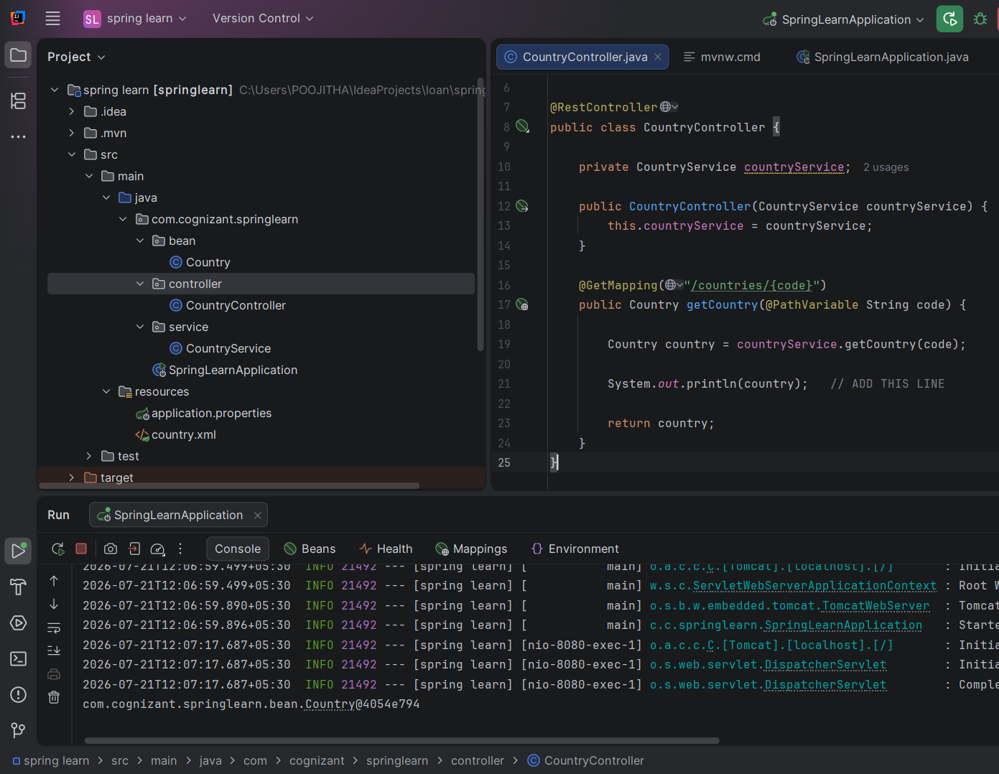 SL spring learn
Version Control
SpringLearnApplication
Project
spring learn [springlearn] C:\Users\POOJITHA\IdeaProjects\loan\spring
.idea
.mvn
src
main
java
com.cognizant.springlearn
bean
Country
controller
CountryController
service
CountryService
SpringLearnApplication
resources
application.properties
country.xml
test
target
CountryController.java
mvnw.cmd
SpringLearnApplication.java
6
7 @RestController
8 public class CountryController {
9
10 private CountryService countryService; 2 usages
11
12 public CountryController(CountryService countryService) {
13 this.countryService = countryService;
14 }
15
16 @GetMapping("/countries/{code}")
17 public Country getCountry(@PathVariable String code) {
18
19 Country country = countryService.getCountry(code);
20
21 System.out.println(country); // ADD THIS LINE
22
23 return country;
24 }
25 }
Run
SpringLearnApplication
Console
Beans
Health
Mappings
Environment
2026-07-21T12:06:59.499+05:30 INFO 21492 --- [spring learn] [ main] o.a.c.c.C.[Tomcat].[localhost].[/] : Initia
2026-07-21T12:06:59.499+05:30 INFO 21492 --- [spring learn] [ main] w.s.c.ServletWebServerApplicationContext : Root W
2026-07-21T12:06:59.890+05:30 INFO 21492 --- [spring learn] [ main] o.s.b.w.embedded.tomcat.TomcatWebServer : Tomcat
2026-07-21T12:06:59.896+05:30 INFO 21492 --- [spring learn] [ main] c.c.springlearn.SpringLearnApplication : Starte
2026-07-21T12:07:17.687+05:30 INFO 21492 --- [spring learn] [nio-8080-exec-1] o.a.c.c.C.[Tomcat].[localhost].[/] : Initia
2026-07-21T12:07:17.687+05:30 INFO 21492 --- [spring learn] [nio-8080-exec-1] o.s.web.servlet.DispatcherServlet : Initia
2026-07-21T12:07:17.687+05:30 INFO 21492 --- [spring learn] [nio-8080-exec-1] o.s.web.servlet.DispatcherServlet : Comple
com.cognizant.springlearn.bean.Country@4054e794
spring learn > src > main > java > com > cognizant > springlearn > controller > CountryController